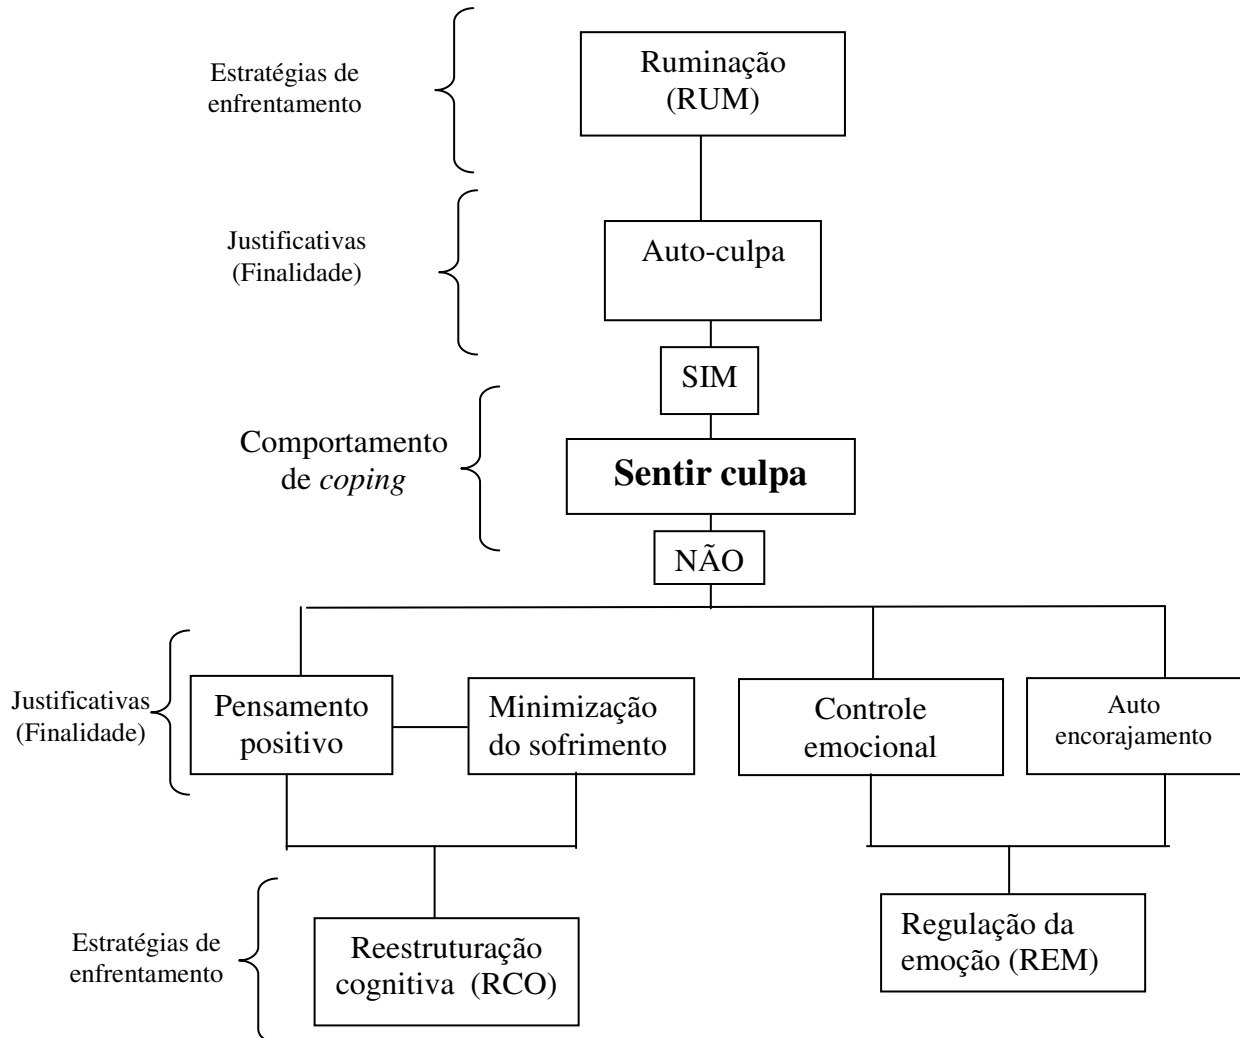 Estratégias de
enfrentamento
Ruminação
(RUM)
Justificativas
(Finalidade)
Auto-culpa
SIM
Comportamento
de coping
Sentir culpa
NÃO
Justificativas
(Finalidade)
Pensamento
positivo
Minimização
do sofrimento
Controle
emocional
Auto
encorajamento
Estratégias de
enfrentamento
Reestruturação
cognitiva (RCO)
Regulação da
emoção (REM)